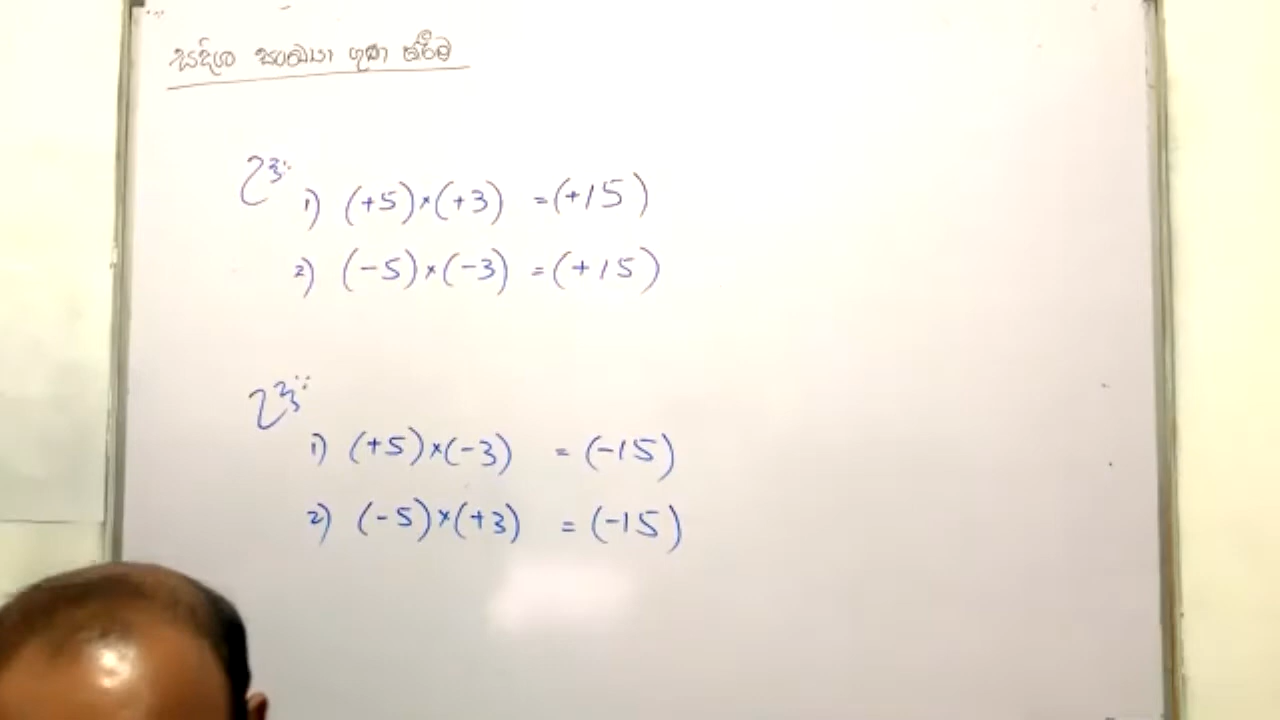 සදිශ සංඛ්‍යා ගුණ කිරීම
උදා:
1) (+5)×(+3) =(+15)
2) (-5)×(-3) =(+15)
උදා:
1) (+5)×(-3) = (-15)
2) (-5)×(+3) = (-15)